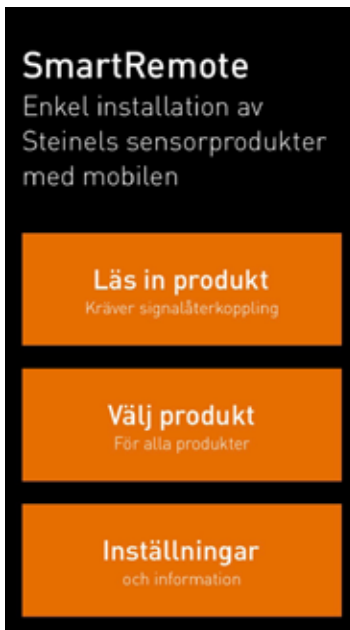 SmartRemote
Enkel installation av
Steinels sensorprodukter
med mobilen
Läs in produkt
Kräver signalåterkoppling
Välj produkt
För alla produkter
Inställningar
och information